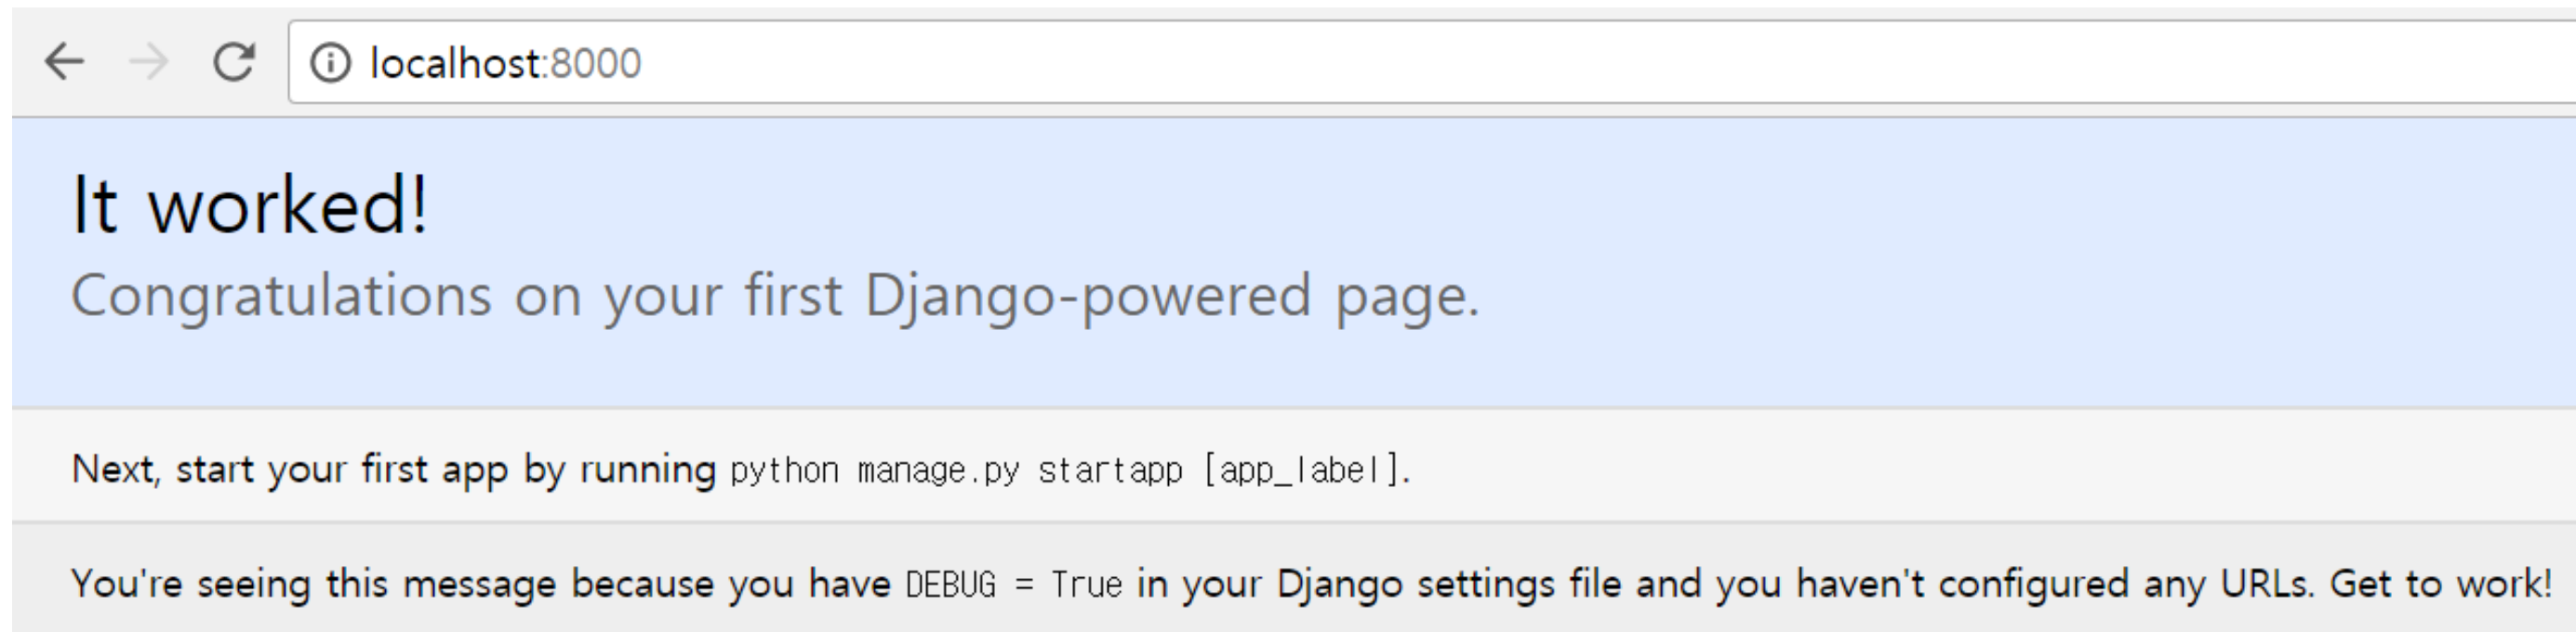 localhost:8000
It worked!
Congratulations on your first Django-powered page.
Next, start your first app by running python manage.py startapp [app_label].
You're seeing this message because you have DEBUG = True in your Django settings file and you haven't configured any URLs. Get to work!